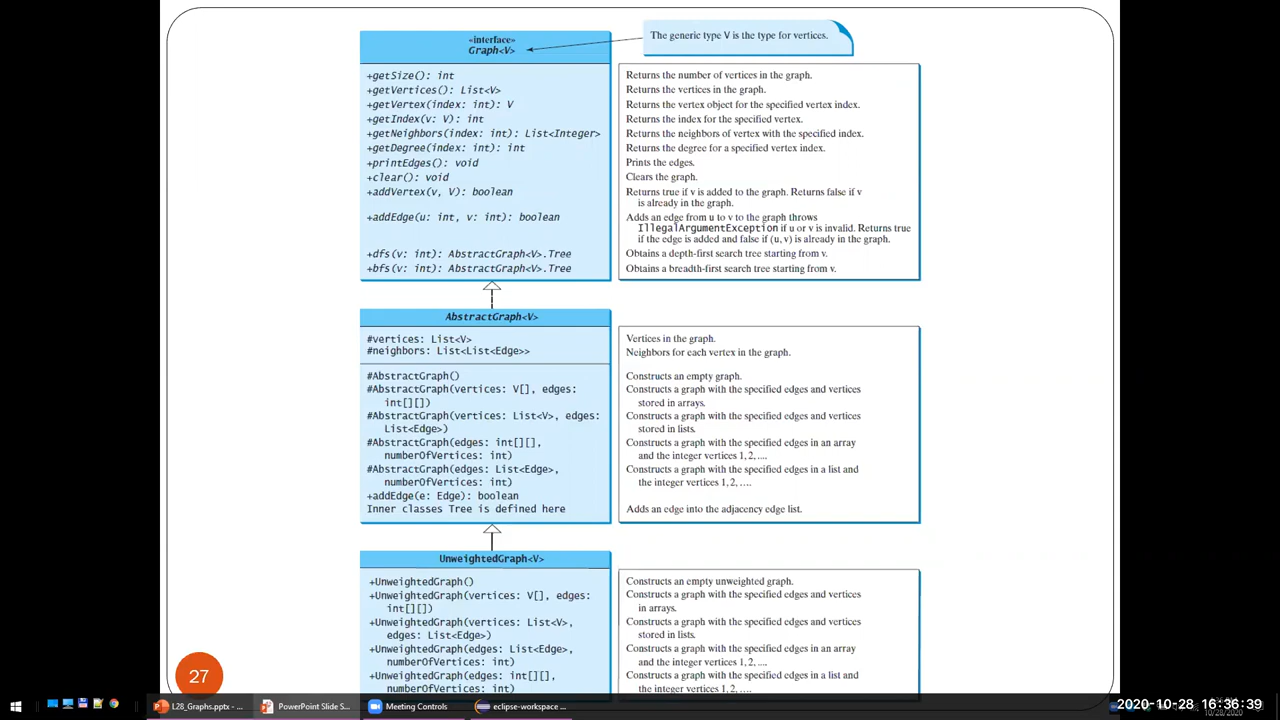 «interface»
Graph<V>
The generic type V is the type for vertices.
+getSize(): int
Returns the number of vertices in the graph.
+getVertices(): List<V>
Returns the vertices in the graph.
+getVertex(index: int): V
Returns the vertex object for the specified vertex index.
+getIndex(v: V): int
Returns the index for the specified vertex.
+getNeighbors(index: int): List<Integer>
Returns the neighbors of vertex with the specified index.
+getDegree(index: int): int
Returns the degree for a specified vertex index.
+printEdges(): void
Prints the edges.
+clear(): void
Clears the graph.
+addVertex(v, V): boolean
Returns true if v is added to the graph. Returns false if v
is already in the graph.
+addEdge(u: int, v: int): boolean
Adds an edge from u to v to the graph throws
IllegalArgumentException if u or v is invalid. Returns true
if the edge is added and false if (u, v) is already in the graph.
+dfs(v: int): AbstractGraph<V>.Tree
Obtains a depth-first search tree starting from v.
+bfs(v: int): AbstractGraph<V>.Tree
Obtains a breadth-first search tree starting from v.
AbstractGraph<V>
#vertices: List<V>
Vertices in the graph.
#neighbors: List<List<Edge>>
Neighbors for each vertex in the graph.
#AbstractGraph()
Constructs an empty graph.
#AbstractGraph(vertices: V[], edges:
int[][])
Constructs a graph with the specified edges and vertices
stored in arrays.
#AbstractGraph(vertices: List<V>, edges:
List<Edge>)
Constructs a graph with the specified edges and vertices
stored in lists.
#AbstractGraph(edges: int[][],
numberOfVertices: int)
Constructs a graph with the specified edges in an array
and the integer vertices 1, 2, ....
#AbstractGraph(edges: List<Edge>,
numberOfVertices: int)
Constructs a graph with the specified edges in a list and
the integer vertices 1, 2, ....
+addEdge(e: Edge): boolean
Inner classes Tree is defined here
Adds an edge into the adjacency edge list.
UnweightedGraph<V>
+UnweightedGraph()
Constructs an empty unweighted graph.
+UnweightedGraph(vertices: V[], edges:
int[][])
Constructs a graph with the specified edges and vertices
in arrays.
+UnweightedGraph(vertices: List<V>,
edges: List<Edge>)
Constructs a graph with the specified edges and vertices
stored in lists.
+UnweightedGraph(edges: List<Edge>,
numberOfVertices: int)
Constructs a graph with the specified edges in an array
and the integer vertices 1, 2, ....
+UnweightedGraph(edges: int[][],
numberOfVertices: int)
Constructs a graph with the specified edges in a list and
the integer vertices 1, 2, ....
27
L28_Graphs.pptx - ...
PowerPoint Slide S...
Meeting Controls
eclipse-workspace ...
2020-10-28 16:36:39
10/28/2020